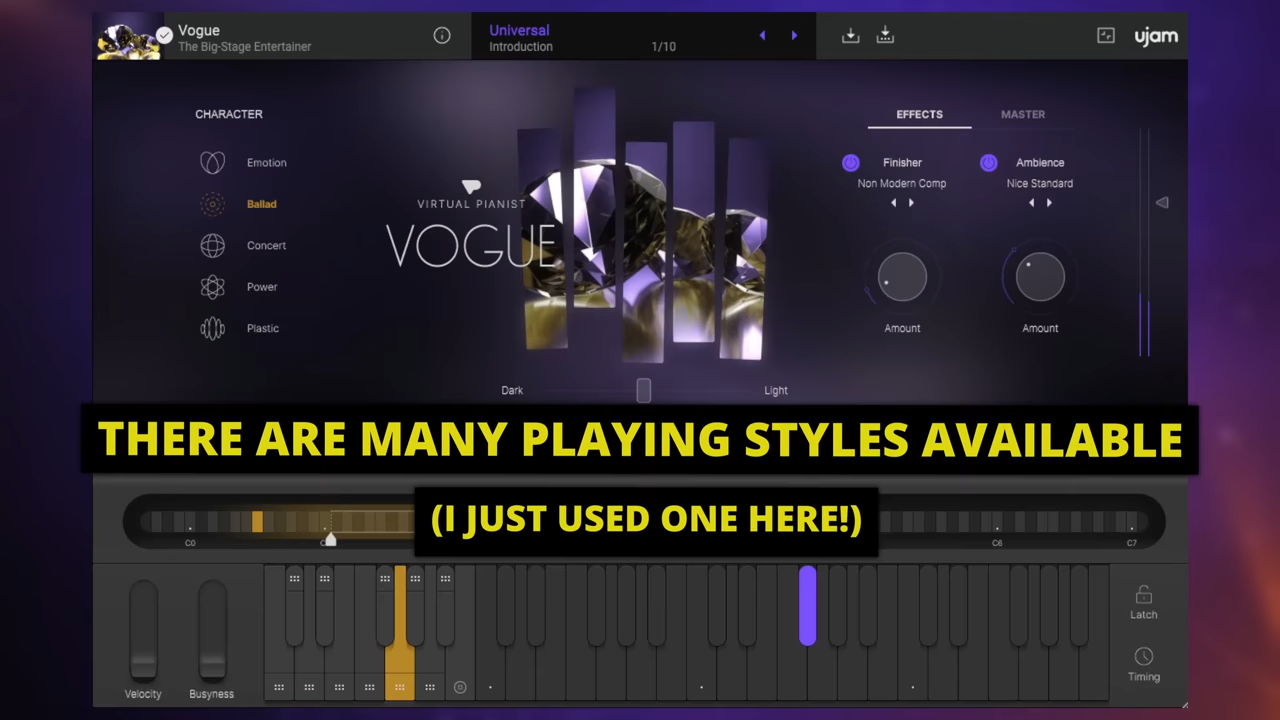 Vogue
The Big-Stage Entertainer
Universal
Introduction
1/10
ujam
CHARACTER
Emotion
Ballad
Concert
Power
Plastic
VIRTUAL PIANIST
VOGUE
EFFECTS
MASTER
Finisher
Non Modern Comp
Ambience
Nice Standard
Amount
Amount
Dark
Light
THERE ARE MANY PLAYING STYLES AVAILABLE
(I JUST USED ONE HERE!)
C0
C6
C7
Velocity
Busyness
Latch
Timing